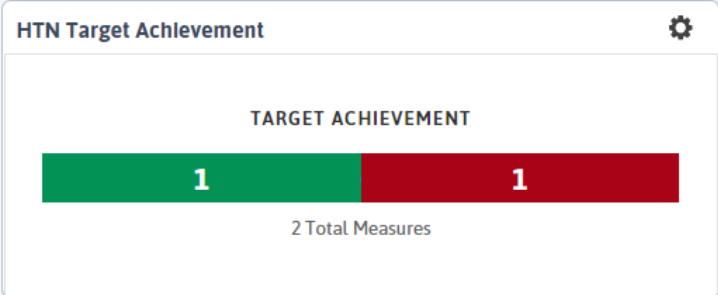 HTN Target Achievement
TARGET ACHIEVEMENT
1 1
2 Total Measures